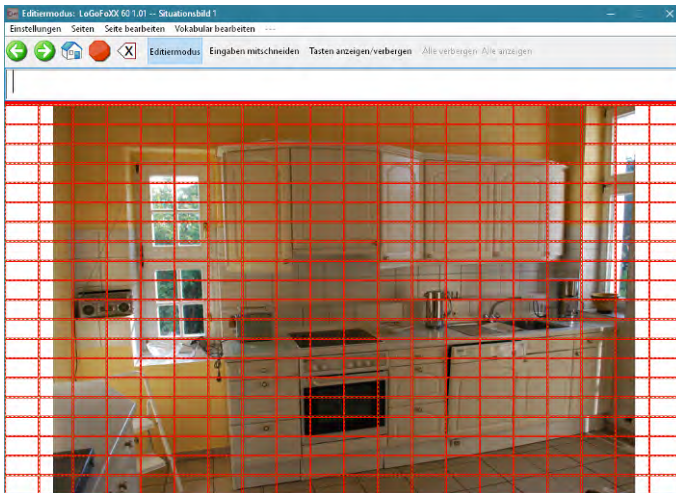 Editiermodus: LoGoFoXX 60 1.01 -- Situationsbild 1
Einstellungen Seiten Seite bearbeiten Vokabular bearbeiten ---
Editiermodus Eingaben mitschneiden Tasten anzeigen/verbergen Alle verbergen Alle anzeigen